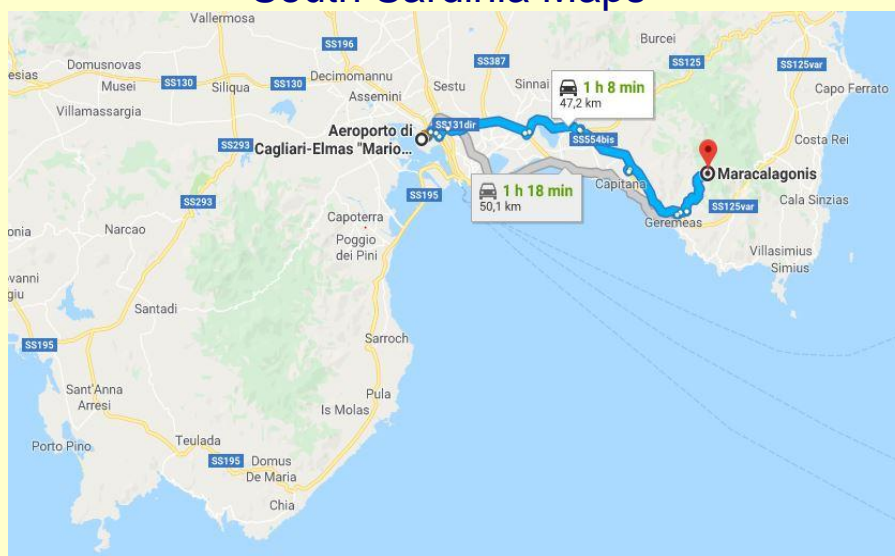 South Sardinia Maps
Vallermosa
Burcei
SS196
SS387
SS125
SS125var
Domusnovas
Musei
SS130
Siliqua
SS130
Decimomannu
Sestu
Sinnai
1 h 8 min
47,2 km
Capo Ferrato
Villamassargia
Assemini
Aeroporto di
Cagliari-Elmas "Mario...
SS131dir
SS554bis
Costa Rei
SS293
Maracalagonis
1 h 18 min
50,1 km
Capitana
SS195
SS293
Capoterra
SS125var
Cala Sinzias
Geremeas
Narcao
Poggio
dei Pini
Villasimius
Simius
Santadi
SS195
Sarroch
Sant'Anna
Arresi
Pula
Is Molas
Porto Pino
Teulada
SS195
Domus
De Maria
Chia